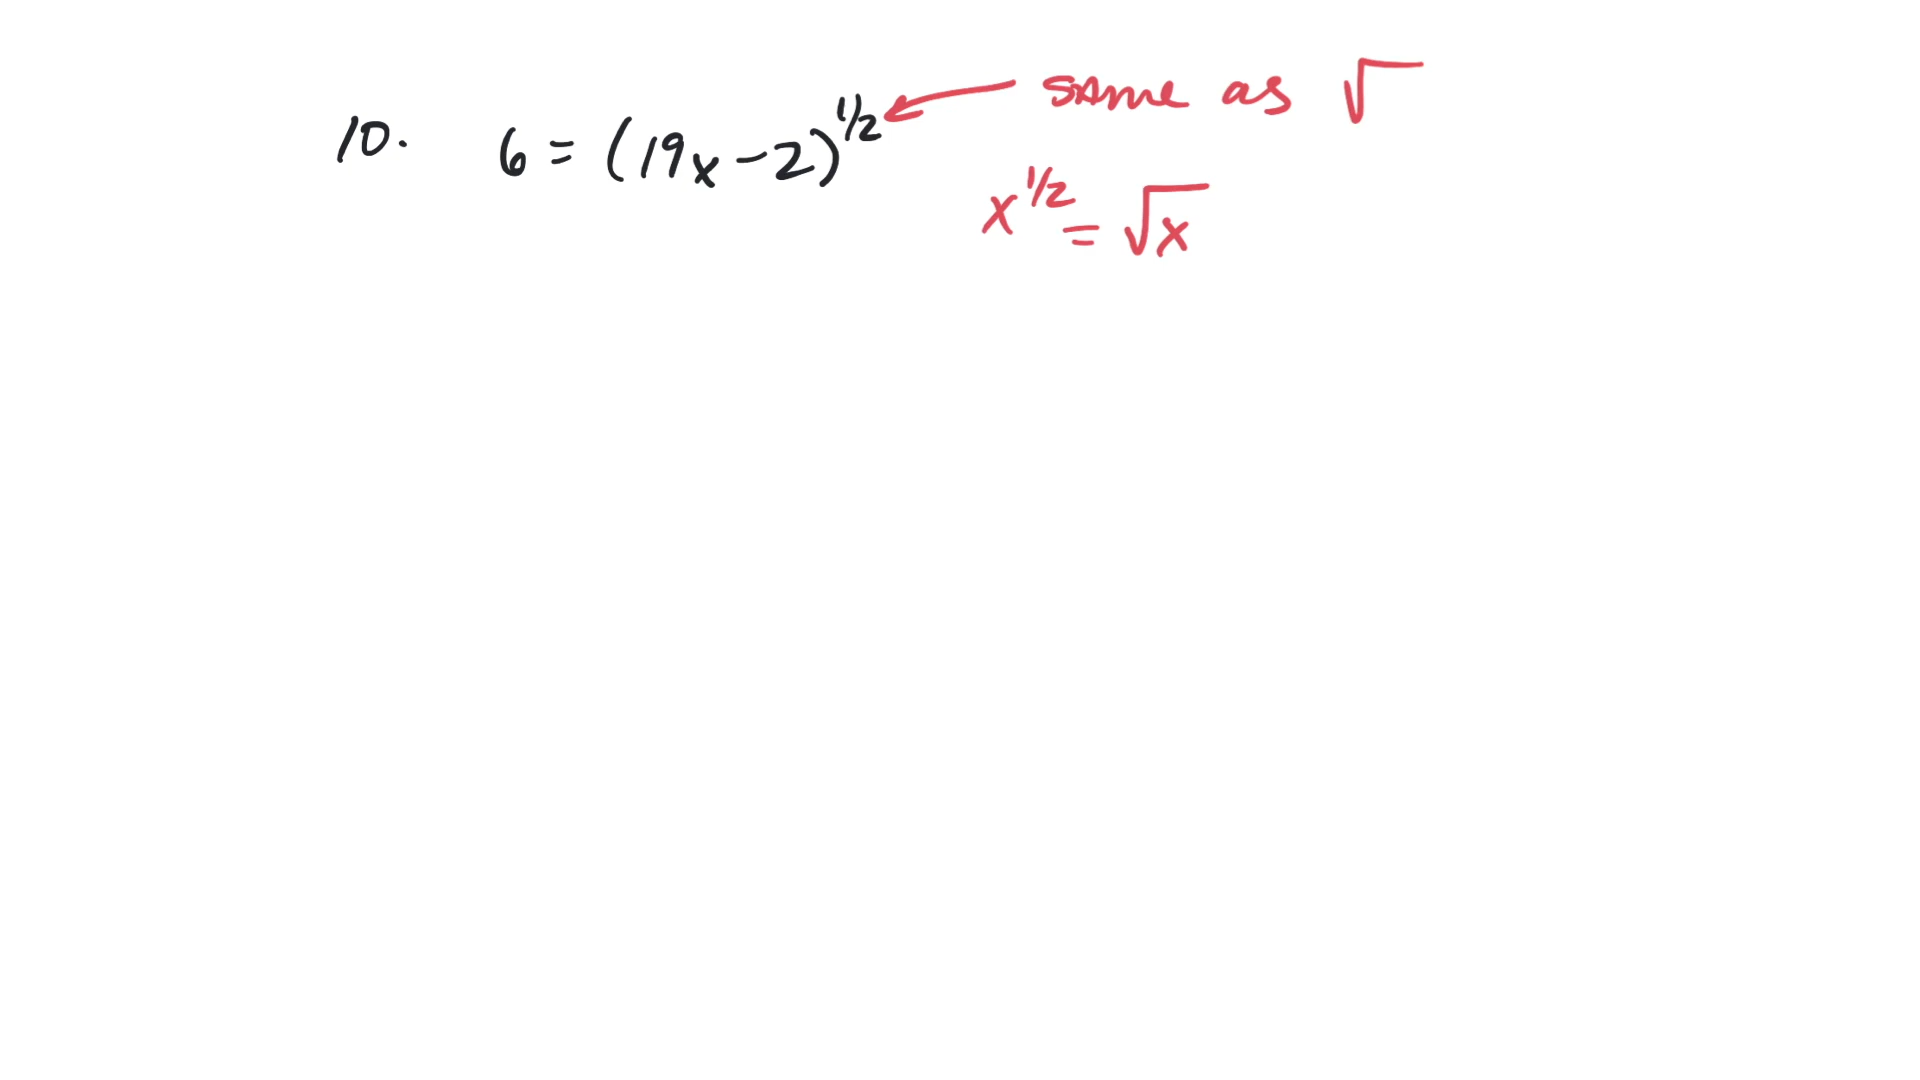 same as √
10. 6 = (19x - 2)^1/2
x^1/2 = √x